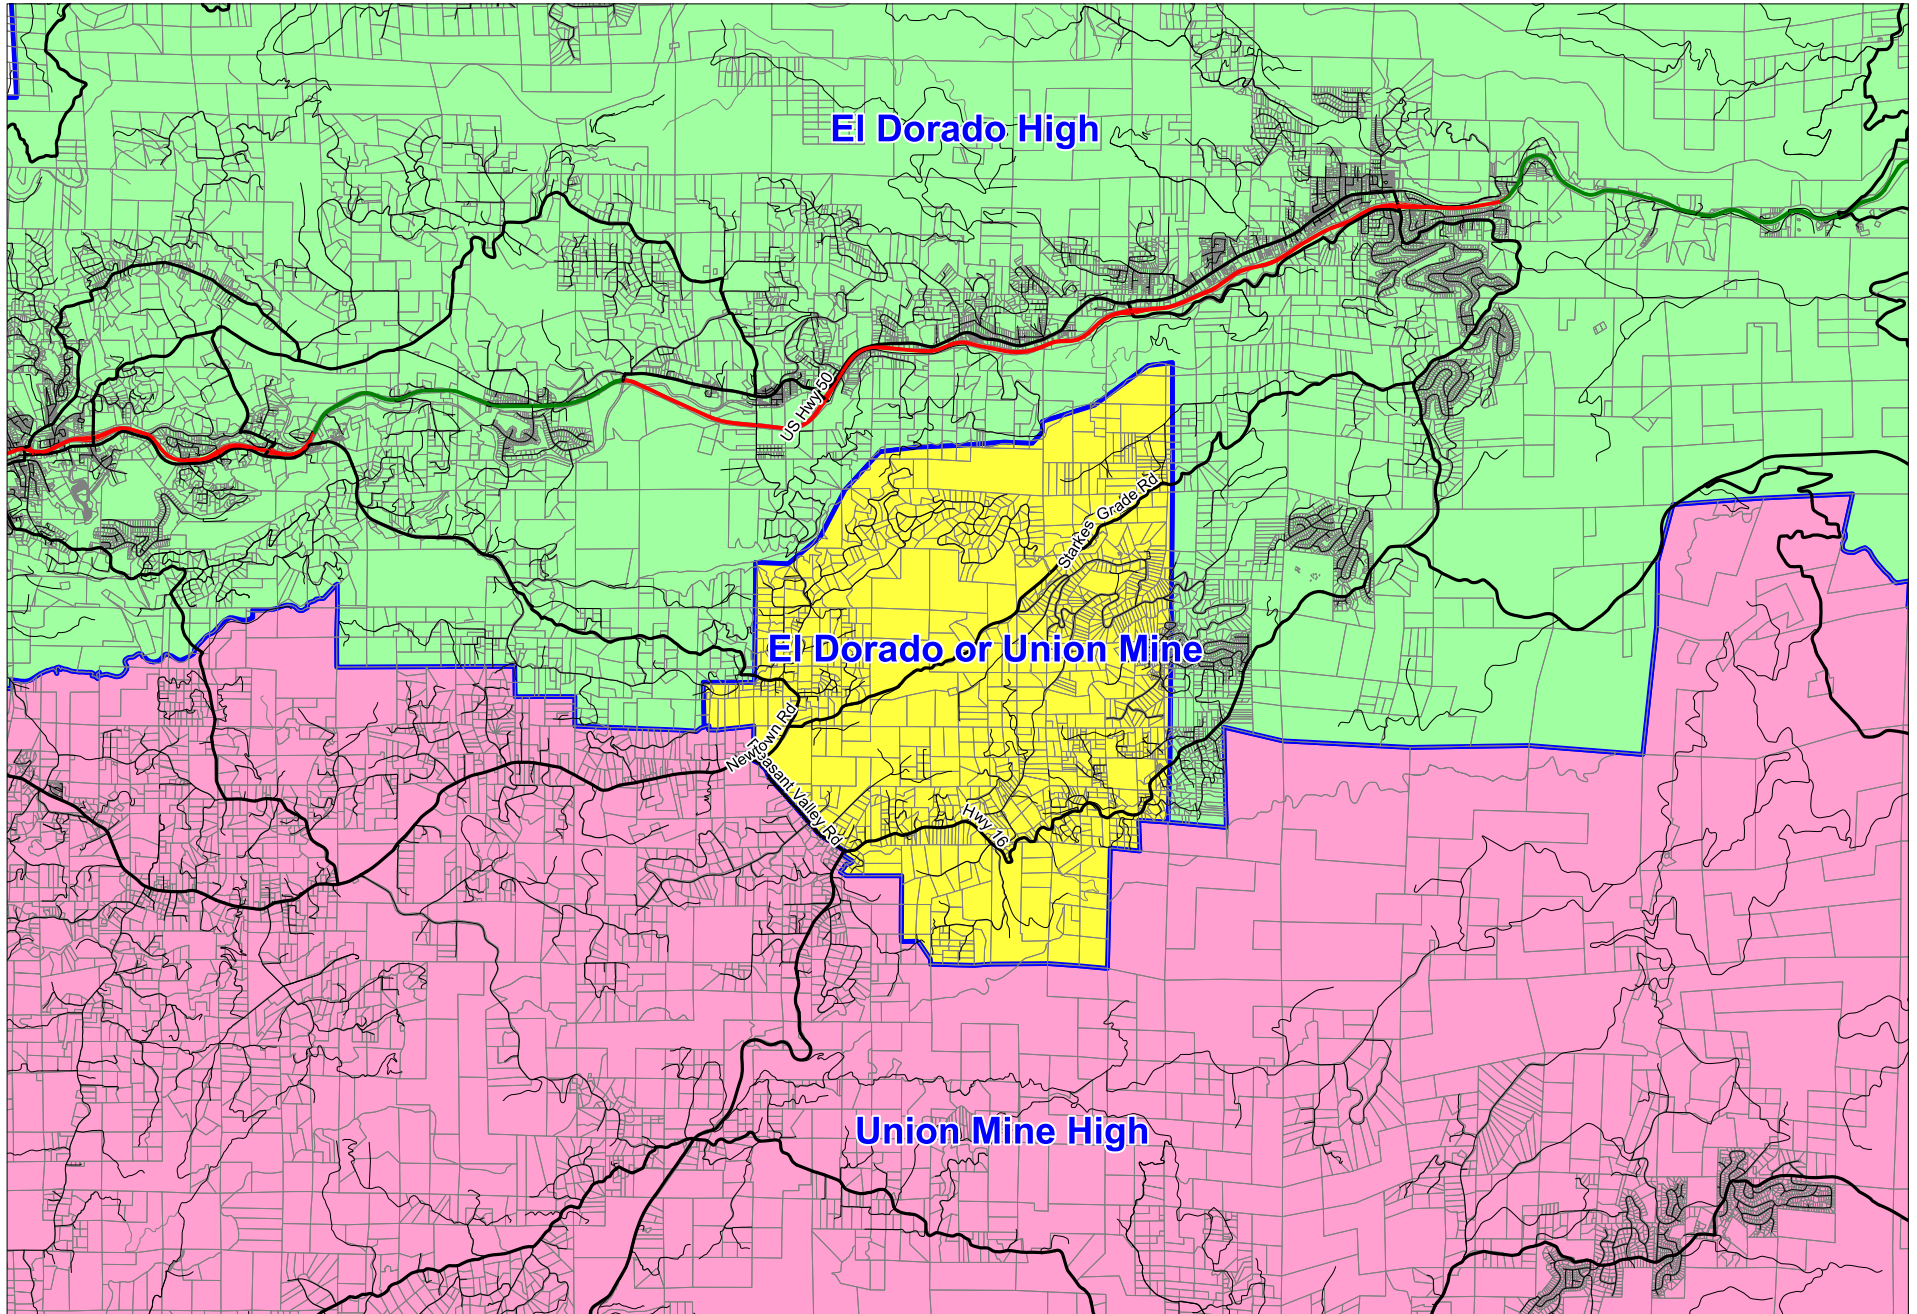 El Dorado High
US Hwy 50
Starkes Grade Rd
El Dorado or Union Mine
Newtown Rd
Valley Rd
Hwy 16
Union Mine High